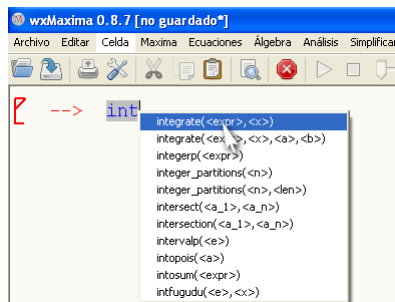 wxMaxima 0.8.7 [no guardado*]
Archivo Editar Celda Maxima Ecuaciones Álgebra Análisis Simplificar
--> int
integrate(<expr>,<x>)
integrate(<expr>,<x>,<a>,<b>)
integerp(<expr>)
integer_partitions(<n>)
integer_partitions(<n>,<len>)
intersect(<a_1>,<a_n>)
intersection(<a_1>,<a_n>)
intervalp(<e>)
intopois(<a>)
intosum(<expr>)
intfugudu(<e>,<x>)